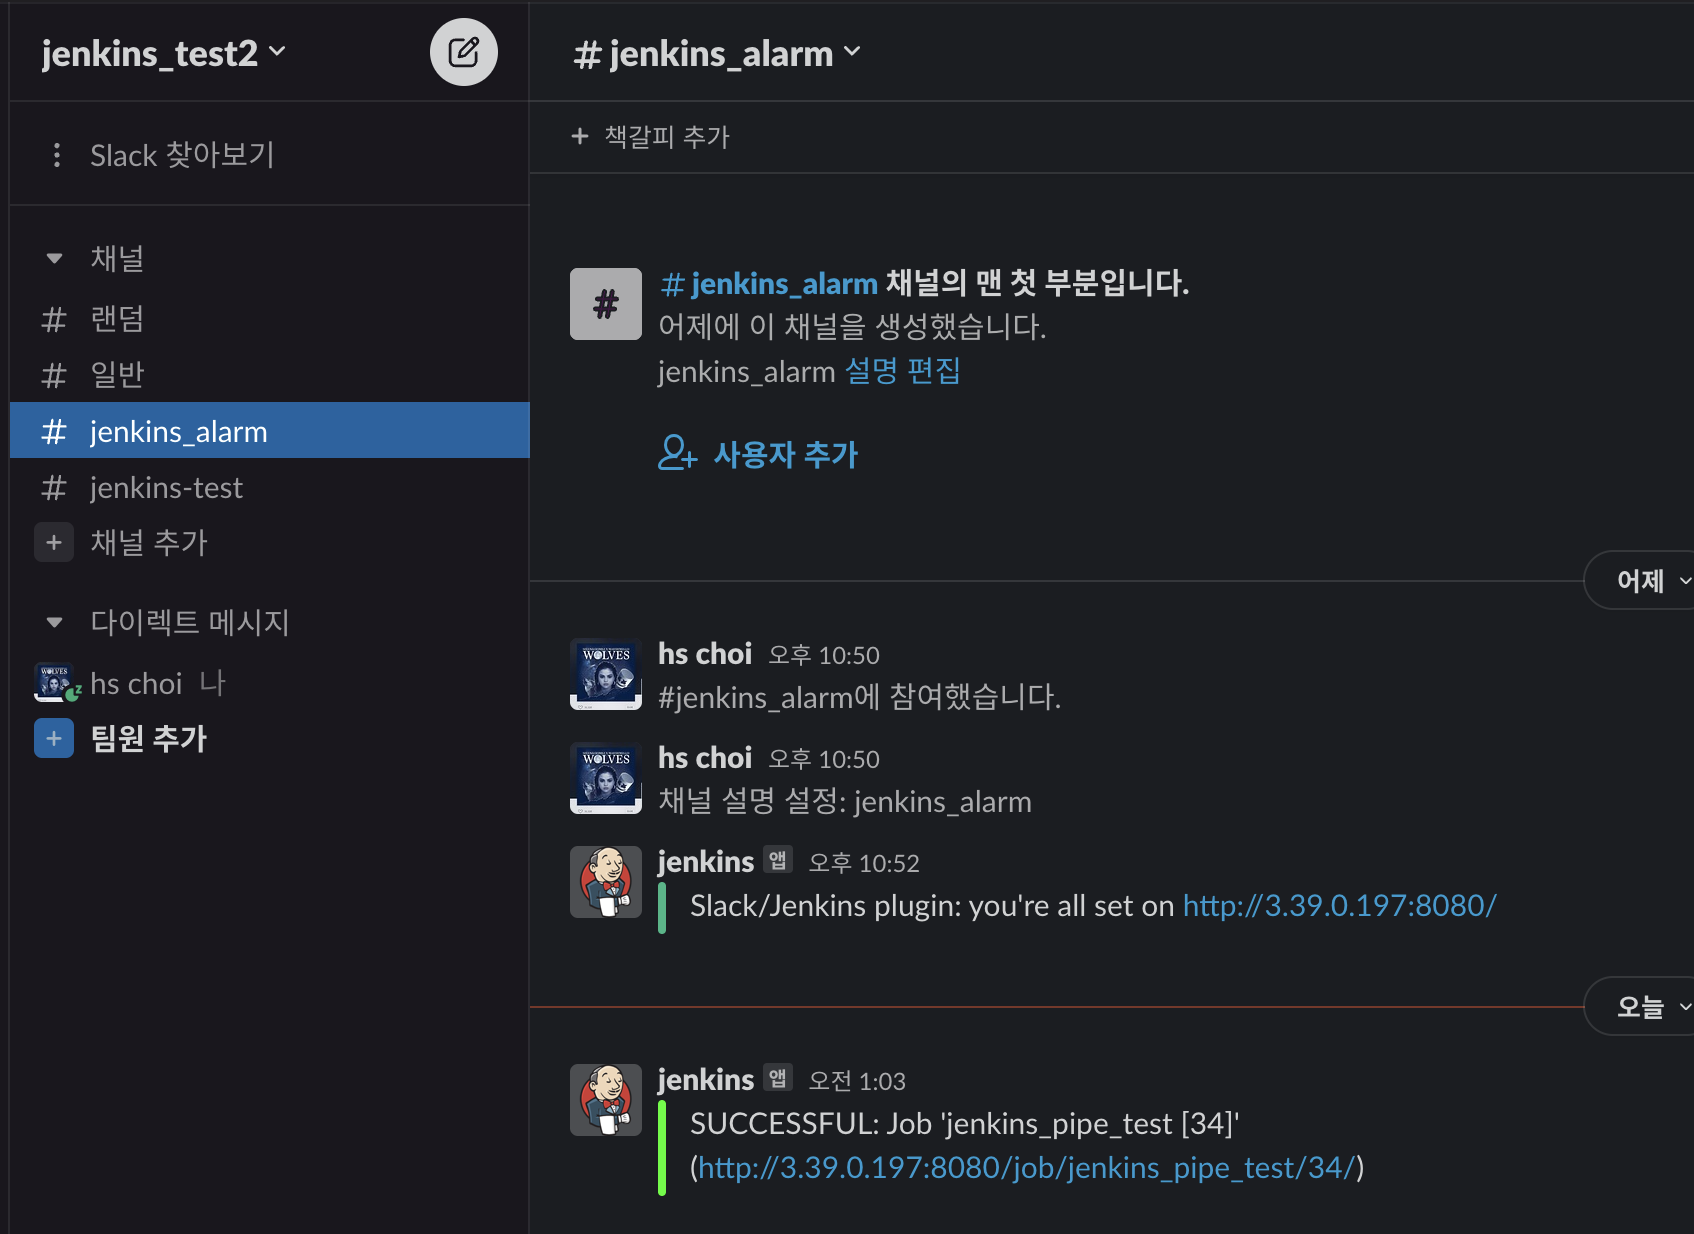 jenkins_test2
Slack 찾아보기
채널
# 랜덤
# 일반
# jenkins_alarm
# jenkins-test
+ 채널 추가
다이렉트 메시지
WOLVES
hs choi 나
+ 팀원 추가
# jenkins_alarm
+ 책갈피 추가
#
# jenkins_alarm 채널의 맨 첫 부분입니다.
어제에 이 채널을 생성했습니다.
jenkins_alarm 설명 편집
사용자 추가
어제
WOLVES
hs choi 오후 10:50
#jenkins_alarm에 참여했습니다.
WOLVES
hs choi 오후 10:50
채널 설명 설정: jenkins_alarm
jenkins 앱 오후 10:52
Slack/Jenkins plugin: you're all set on http://3.39.0.197:8080/
오늘
jenkins 앱 오전 1:03
SUCCESSFUL: Job 'jenkins_pipe_test [34]'
(http://3.39.0.197:8080/job/jenkins_pipe_test/34/)